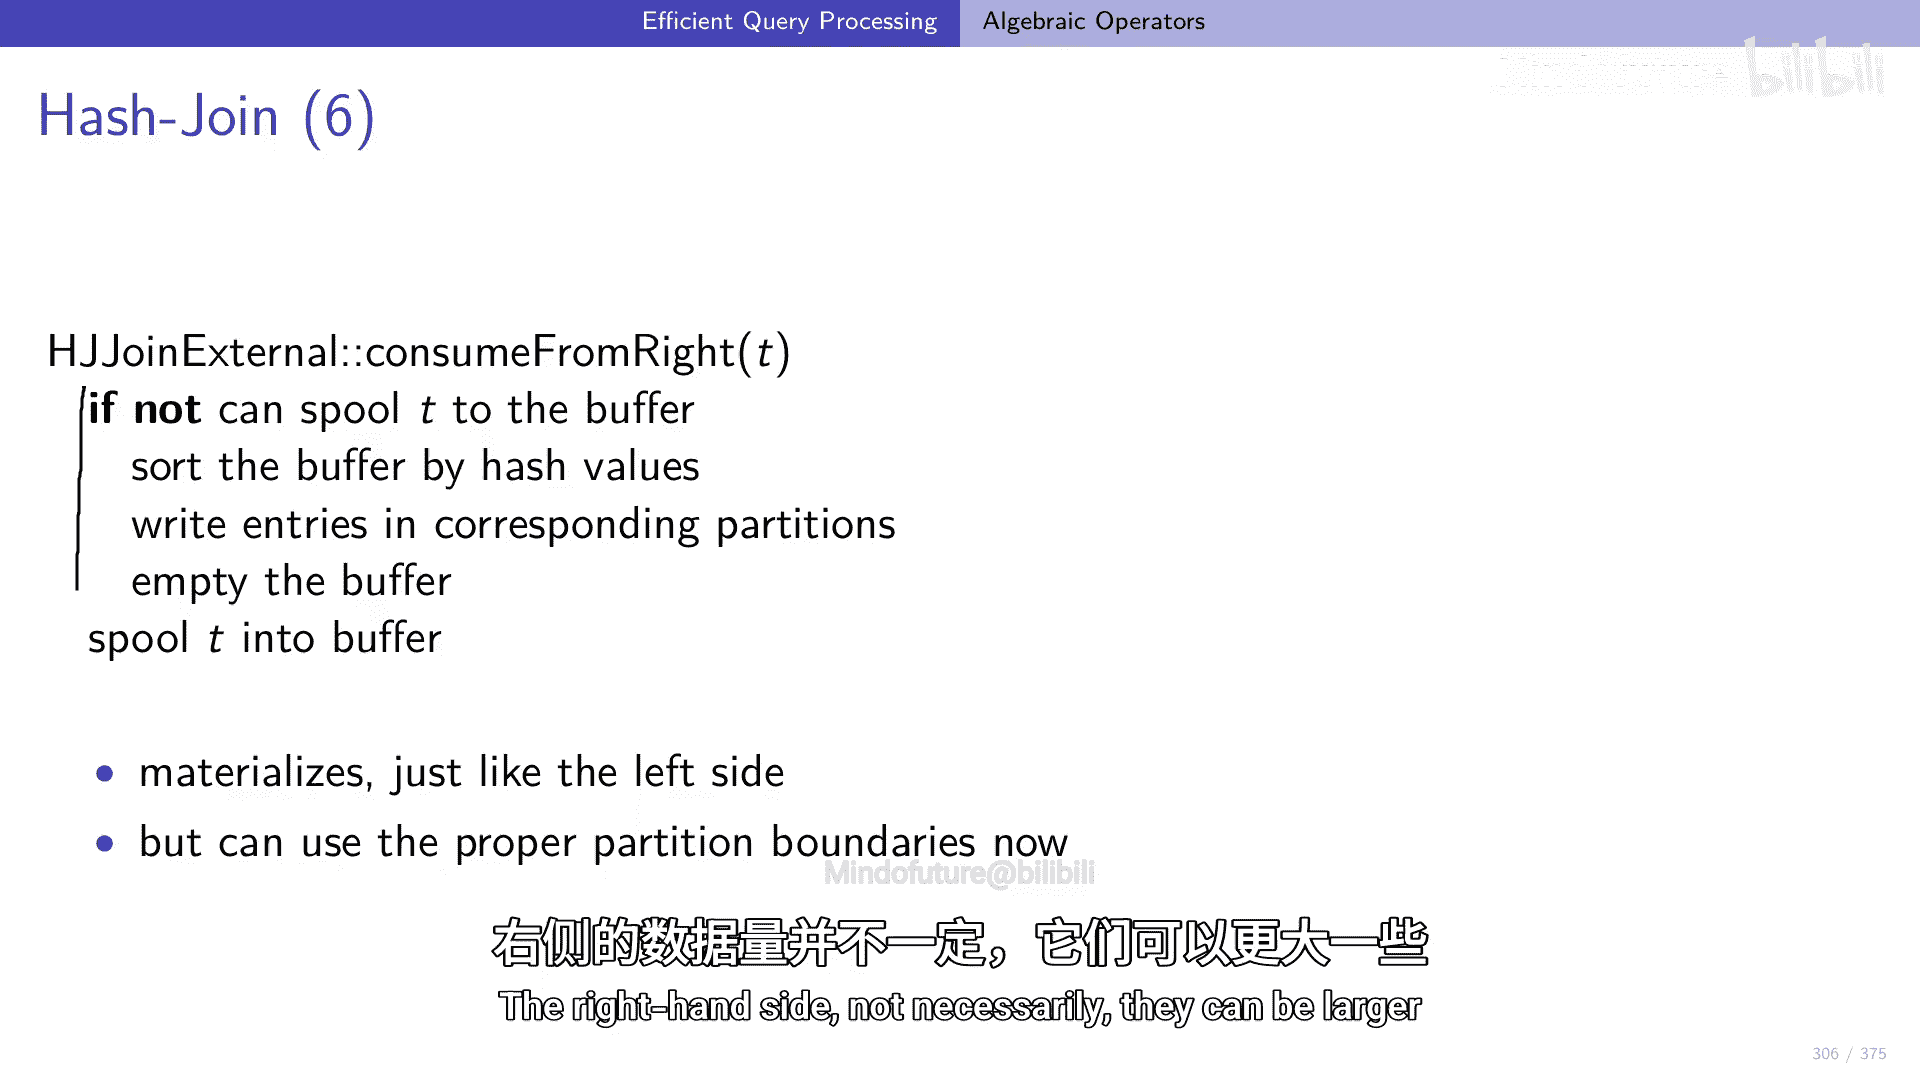 Efficient Query Processing
Algebraic Operators
bilibili
Hash-Join (6)
HJJoinExternal::consumeFromRight(t)
if not can spool t to the buffer
sort the buffer by hash values
write entries in corresponding partitions
empty the buffer
spool t into buffer
• materializes, just like the left side
• but can use the proper partition boundaries now
Mindofuture@bilibili
右侧的数据量并不一定，它们可以更大一些
The right-hand side, not necessarily, they can be larger
306 / 375